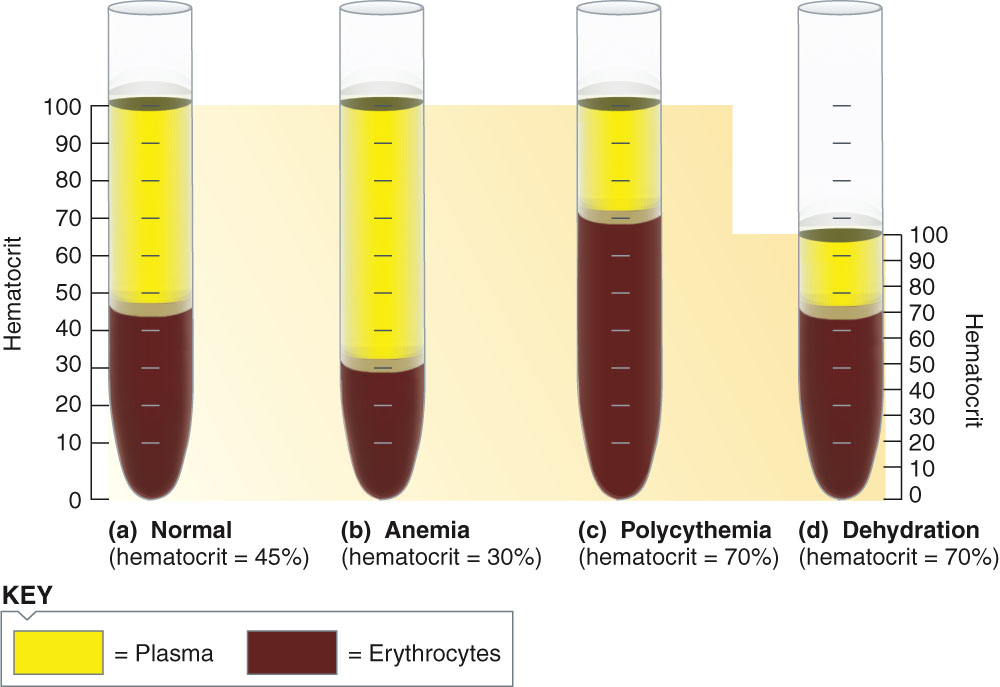 Hematocrit
100
90
80
70
60
50
40
30
20
10
0
100
90
80
70
60
50
40
30
20
10
0
Hematocrit
(a) Normal
(hematocrit = 45%)
(b) Anemia
(hematocrit = 30%)
(c) Polycythemia
(hematocrit = 70%)
(d) Dehydration
(hematocrit = 70%)
KEY
= Plasma
= Erythrocytes